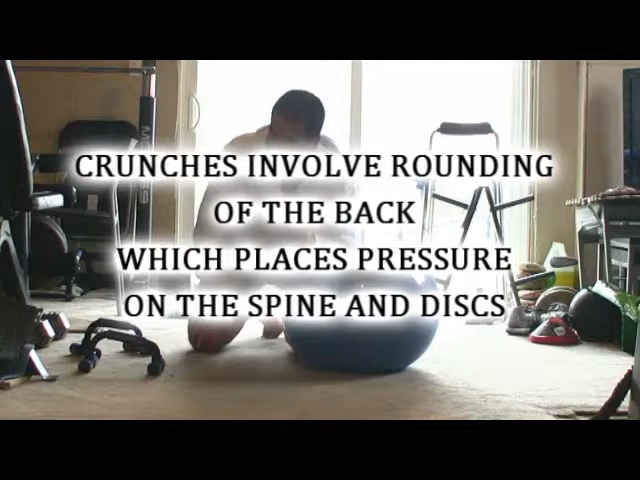 CRUNCHES INVOLVE ROUNDING
OF THE BACK
WHICH PLACES PRESSURE
ON THE SPINE AND DISCS